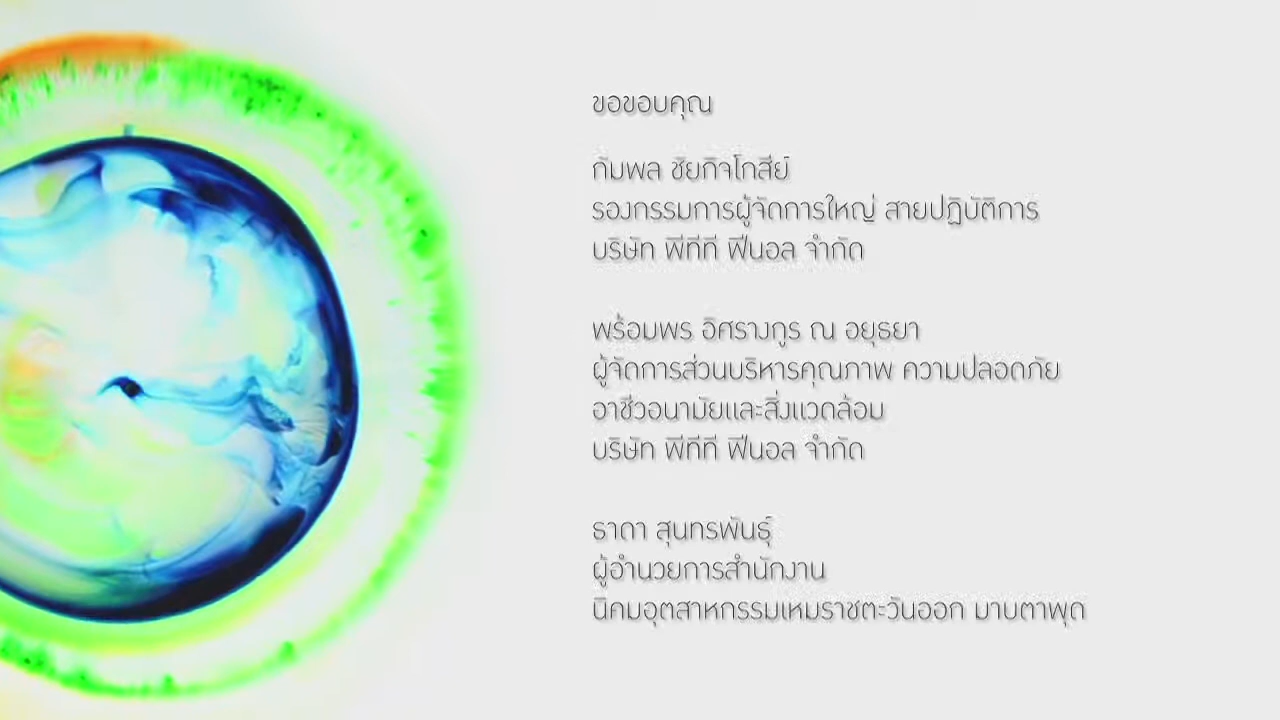 ขอขอบคุณ
กัมพล ชัยกิจโกสีย์
รองกรรมการผู้จัดการใหญ่ สายปฏิบัติการ
บริษัท พีทีที ฟีนอล จำกัด
พร้อมพร อิศรางกูร ณ อยุธยา
ผู้จัดการส่วนบริหารคุณภาพ ความปลอดภัย
อาชีวอนามัยและสิ่งแวดล้อม
บริษัท พีทีที ฟีนอล จำกัด
ธาดา สุนทรพันธุ์
ผู้อำนวยการสำนักงาน
นิคมอุตสาหกรรมเหมราชตะวันออก มาบตาพุด